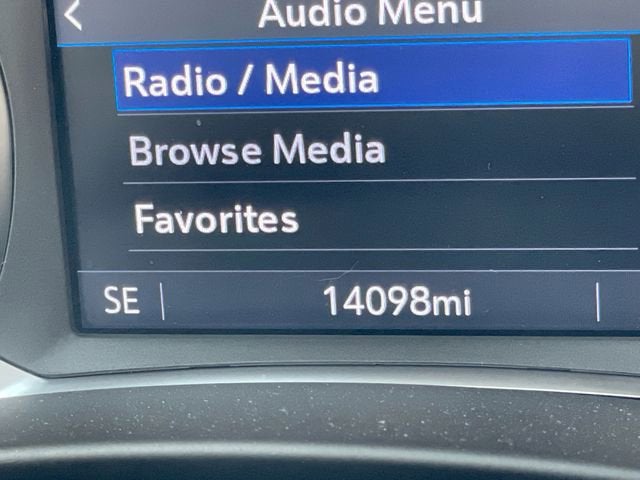 Audio Menu
Radio / Media
Browse Media
Favorites
SE 14098mi